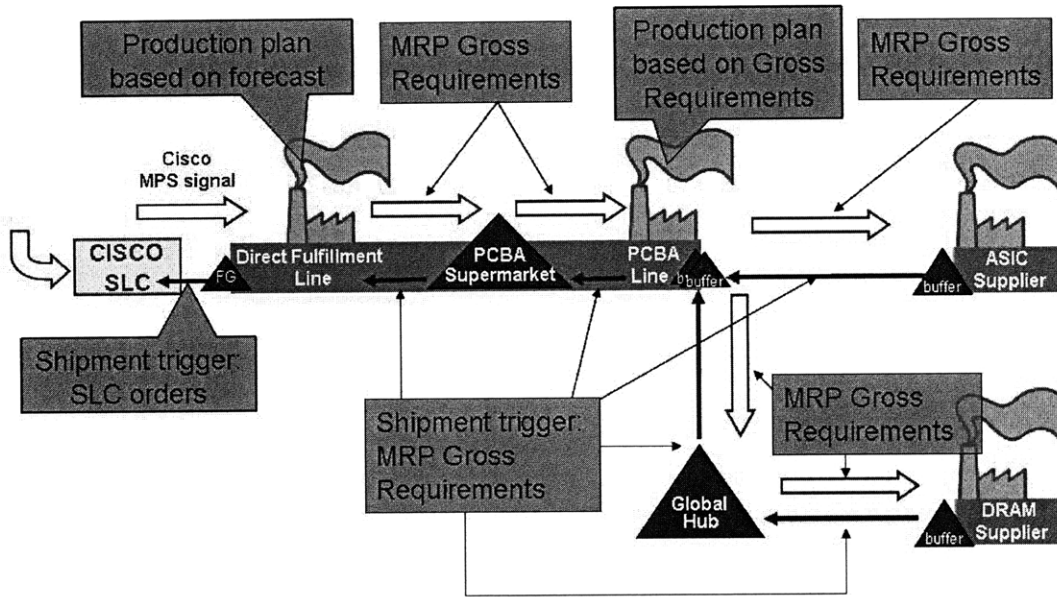 Production plan
based on forecast
MRP Gross
Requirements
Production plan
based on Gross
Requirements
MRP Gross
Requirements
Cisco
MPS signal
CISCO
SLC
FG
Direct Fulfillment
Line
PCBA
Supermarket
PCBA
Line
b
buffer
buffer
ASIC
Supplier
Shipment trigger:
SLC orders
Shipment trigger:
MRP Gross
Requirements
MRP Gross
Requirements
Global
Hub
buffer
DRAM
Supplier